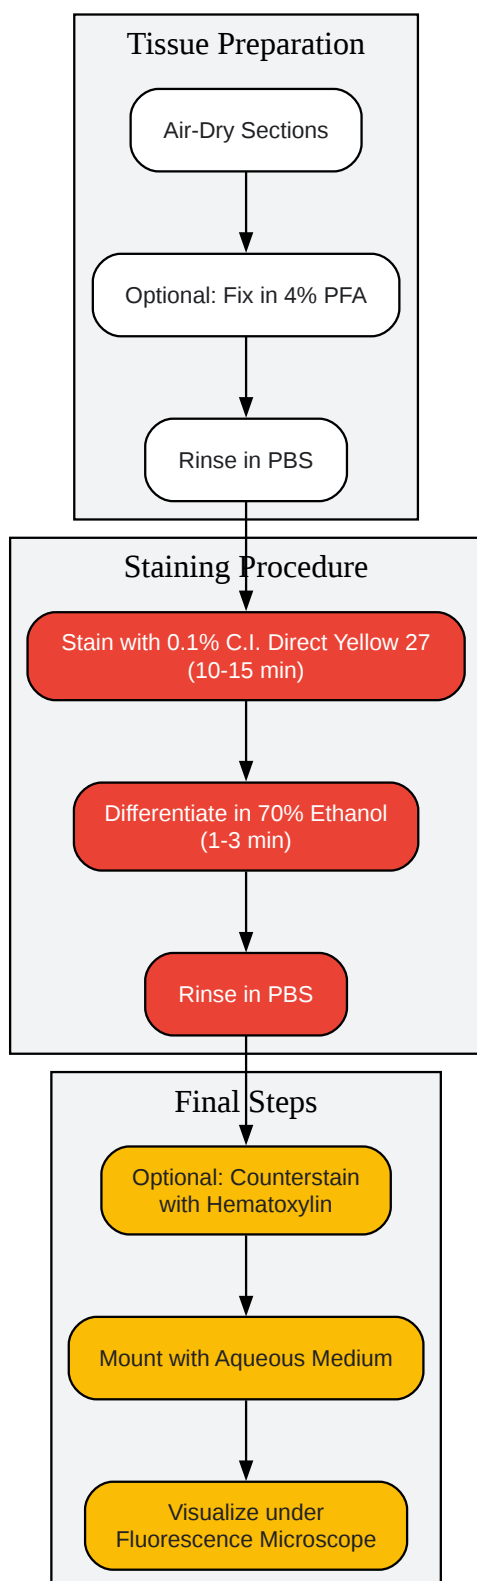 Tissue Preparation
Air-Dry Sections
Optional: Fix in 4% PFA
Rinse in PBS
Staining Procedure
Stain with 0.1% C.I. Direct Yellow 27
(10-15 min)
Differentiate in 70% Ethanol
(1-3 min)
Rinse in PBS
Final Steps
Optional: Counterstain
with Hematoxylin
Mount with Aqueous Medium
Visualize under
Fluorescence Microscope